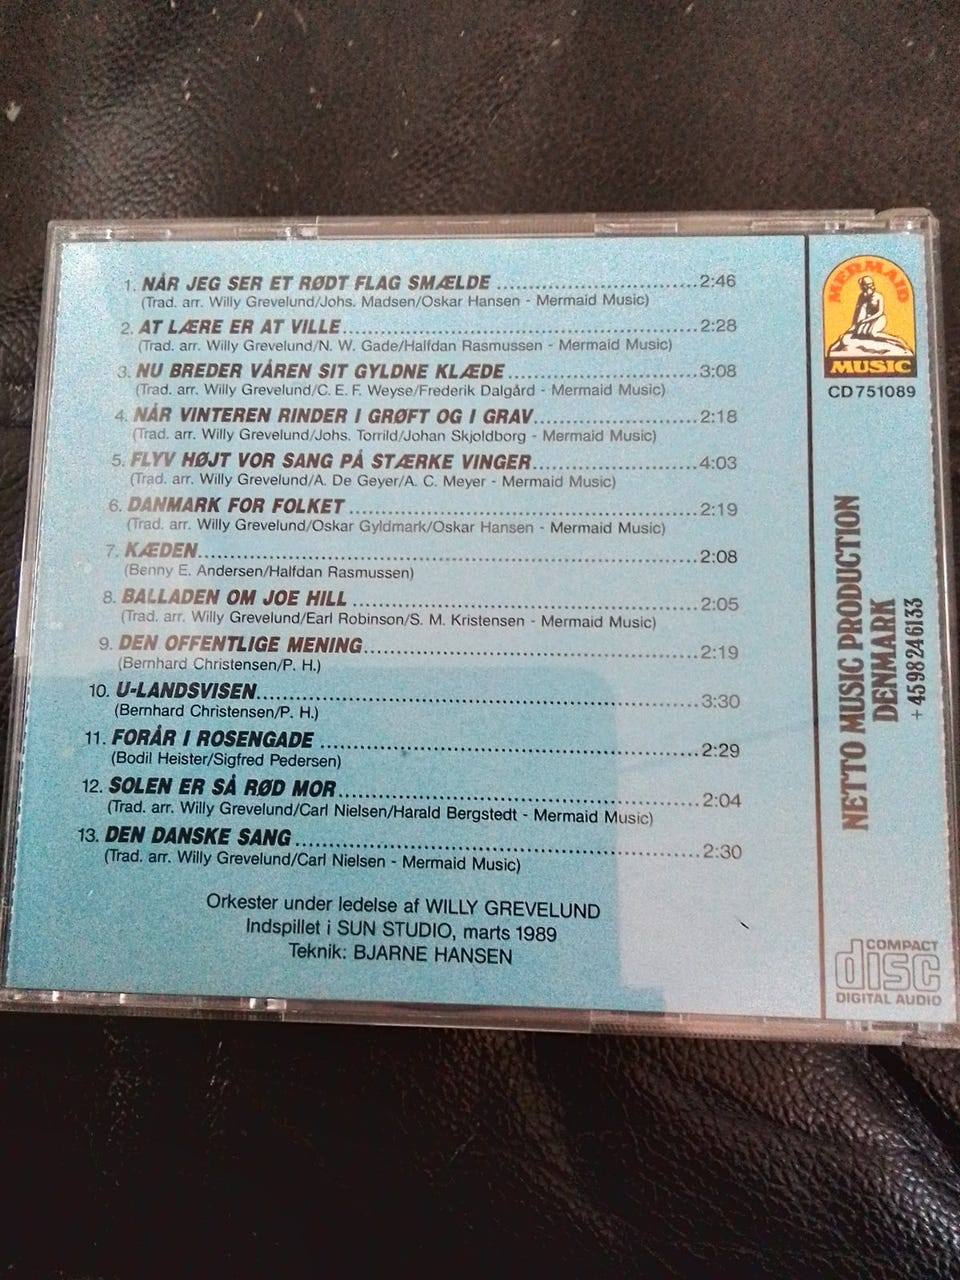 1. NÅR JEG SER ET RØDT FLAG SMÆLDE ........................................2:46
(Trad. arr. Willy Grevelund/Johs. Madsen/Oskar Hansen - Mermaid Music)
2. AT LÆRE ER AT VILLE........................................2:28
(Trad. arr. Willy Grevelund/N. W. Gade/Halfdan Rasmussen - Mermaid Music)
3. NU BREDER VÅREN SIT GYLDNE KLÆDE ........................................3:08
(Trad. arr. Willy Grevelund/C. E. F. Weyse/Frederik Dalgård - Mermaid Music)
4. NÅR VINTEREN RINDER I GRØFT OG I GRAV........................................2:18
(Trad. arr. Willy Grevelund/Johs. Torrild/Johan Skjoldborg - Mermaid Music)
5. FLYV HØJT VOR SANG PÅ STÆRKE VINGER........................................4:03
(Trad. arr. Willy Grevelund/A. De Geyer/A. C. Meyer - Mermaid Music)
6. DANMARK FOR FOLKET ........................................2:19
(Trad. arr. Willy Grevelund/Oskar Gyldmark/Oskar Hansen - Mermaid Music)
7. KÆDEN........................................2:08
(Benny E. Andersen/Halfdan Rasmussen)
8. BALLADEN OM JOE HILL ........................................2:05
(Trad. arr. Willy Grevelund/Earl Robinson/S. M. Kristensen - Mermaid Music)
9. DEN OFFENTLIGE MENING........................................2:19
(Bernhard Christensen/P. H.)
10. U-LANDSVISEN........................................3:30
(Bernhard Christensen/P. H.)
11. FORÅR I ROSENGADE ........................................2:29
(Bodil Heister/Sigfred Pedersen)
12. SOLEN ER SÅ RØD MOR........................................2:04
(Trad. arr. Willy Grevelund/Carl Nielsen/Harald Bergstedt - Mermaid Music)
13. DEN DANSKE SANG ........................................2:30
(Trad. arr. Willy Grevelund/Carl Nielsen - Mermaid Music)
Orkester under ledelse af WILLY GREVELUND
Indspillet i SUN STUDIO, marts 1989
Teknik: BJARNE HANSEN
MERMAID
MUSIC
CD 751089
NETTO MUSIC PRODUCTION
DENMARK
+45 98 24 61 33
COMPACT
disc
DIGITAL AUDIO